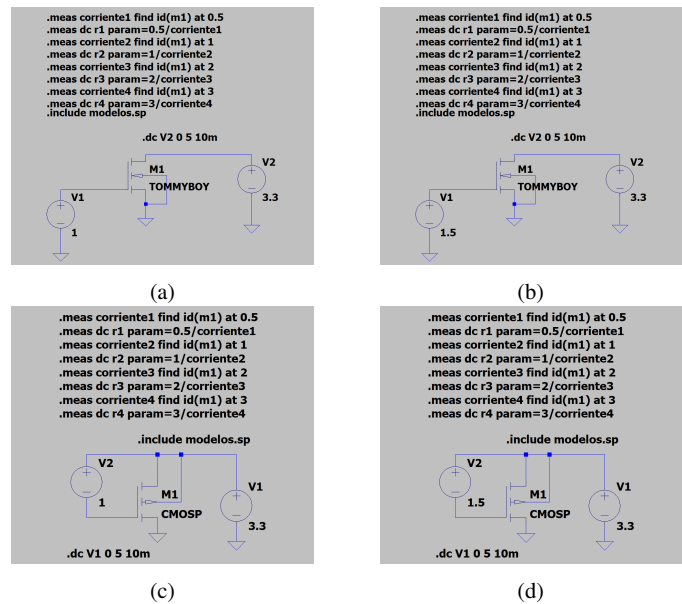 .meas corriente1 find id(m1) at 0.5
.meas dc r1 param=0.5/corriente1
.meas corriente2 find id(m1) at 1
.meas dc r2 param=1/corriente2
.meas corriente3 find id(m1) at 2
.meas dc r3 param=2/corriente3
.meas corriente4 find id(m1) at 3
.meas dc r4 param=3/corriente4
.include modelos.sp
.dc V2 0 5 10m
M1
TOMMYBOY
V2
3.3
V1
1
(a)
.meas corriente1 find id(m1) at 0.5
.meas dc r1 param=0.5/corriente1
.meas corriente2 find id(m1) at 1
.meas dc r2 param=1/corriente2
.meas corriente3 find id(m1) at 2
.meas dc r3 param=2/corriente3
.meas corriente4 find id(m1) at 3
.meas dc r4 param=3/corriente4
.include modelos.sp
.dc V2 0 5 10m
M1
TOMMYBOY
V2
3.3
V1
1.5
(b)
.meas corriente1 find id(m1) at 0.5
.meas dc r1 param=0.5/corriente1
.meas corriente2 find id(m1) at 1
.meas dc r2 param=1/corriente2
.meas corriente3 find id(m1) at 2
.meas dc r3 param=2/corriente3
.meas corriente4 find id(m1) at 3
.meas dc r4 param=3/corriente4
.include modelos.sp
V2
1
M1
CMOSP
V1
3.3
.dc V1 0 5 10m
(c)
.meas corriente1 find id(m1) at 0.5
.meas dc r1 param=0.5/corriente1
.meas corriente2 find id(m1) at 1
.meas dc r2 param=1/corriente2
.meas corriente3 find id(m1) at 2
.meas dc r3 param=2/corriente3
.meas corriente4 find id(m1) at 3
.meas dc r4 param=3/corriente4
.include modelos.sp
V2
1.5
M1
CMOSP
V1
3.3
.dc V1 0 5 10m
(d)